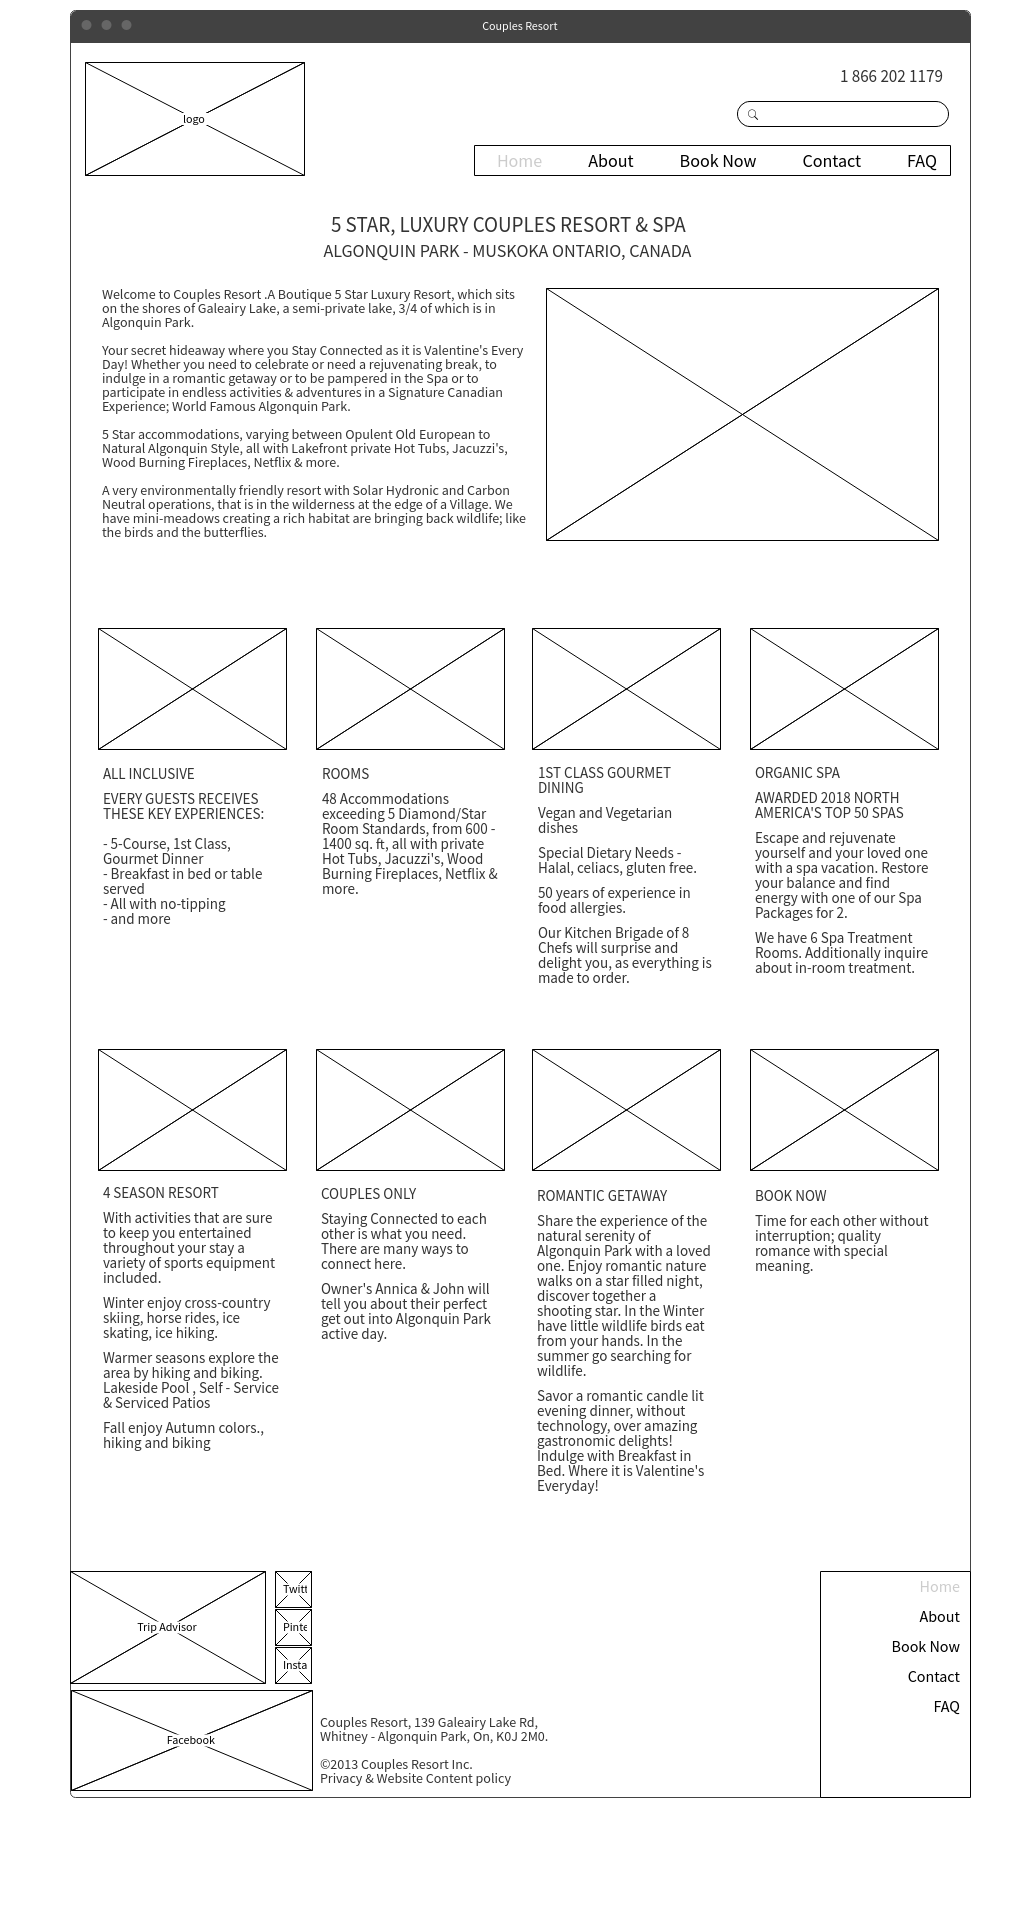 Couples Resort
logo
1 866 202 1179
Home About Book Now Contact FAQ
5 STAR, LUXURY COUPLES RESORT & SPA
ALGONQUIN PARK - MUSKOKA ONTARIO, CANADA
Welcome to Couples Resort .A Boutique 5 Star Luxury Resort, which sits
on the shores of Galeairy Lake, a semi-private lake, 3/4 of which is in
Algonquin Park.
Your secret hideaway where you Stay Connected as it is Valentine's Every
Day! Whether you need to celebrate or need a rejuvenating break, to
indulge in a romantic getaway or to be pampered in the Spa or to
participate in endless activities & adventures in a Signature Canadian
Experience; World Famous Algonquin Park.
5 Star accommodations, varying between Opulent Old European to
Natural Algonquin Style, all with Lakefront private Hot Tubs, Jacuzzi's,
Wood Burning Fireplaces, Netflix & more.
A very environmentally friendly resort with Solar Hydronic and Carbon
Neutral operations, that is in the wilderness at the edge of a Village. We
have mini-meadows creating a rich habitat are bringing back wildlife; like
the birds and the butterflies.
ALL INCLUSIVE
EVERY GUESTS RECEIVES
THESE KEY EXPERIENCES:
- 5-Course, 1st Class,
Gourmet Dinner
- Breakfast in bed or table
served
- All with no-tipping
- and more
ROOMS
48 Accommodations
exceeding 5 Diamond/Star
Room Standards, from 600 -
1400 sq. ft, all with private
Hot Tubs, Jacuzzi's, Wood
Burning Fireplaces, Netflix &
more.
1ST CLASS GOURMET
DINING
Vegan and Vegetarian
dishes
Special Dietary Needs -
Halal, celiacs, gluten free.
50 years of experience in
food allergies.
Our Kitchen Brigade of 8
Chefs will surprise and
delight you, as everything is
made to order.
ORGANIC SPA
AWARDED 2018 NORTH
AMERICA'S TOP 50 SPAS
Escape and rejuvenate
yourself and your loved one
with a spa vacation. Restore
your balance and find
energy with one of our Spa
Packages for 2.
We have 6 Spa Treatment
Rooms. Additionally inquire
about in-room treatment.
4 SEASON RESORT
With activities that are sure
to keep you entertained
throughout your stay a
variety of sports equipment
included.
Winter enjoy cross-country
skiing, horse rides, ice
skating, ice hiking.
Warmer seasons explore the
area by hiking and biking.
Lakeside Pool , Self - Service
& Serviced Patios
Fall enjoy Autumn colors.,
hiking and biking
COUPLES ONLY
Staying Connected to each
other is what you need.
There are many ways to
connect here.
Owner's Annica & John will
tell you about their perfect
get out into Algonquin Park
active day.
ROMANTIC GETAWAY
Share the experience of the
natural serenity of
Algonquin Park with a loved
one. Enjoy romantic nature
walks on a star filled night,
discover together a
shooting star. In the Winter
have little wildlife birds eat
from your hands. In the
summer go searching for
wildlife.
Savor a romantic candle lit
evening dinner, without
technology, over amazing
gastronomic delights!
Indulge with Breakfast in
Bed. Where it is Valentine's
Everyday!
BOOK NOW
Time for each other without
interruption; quality
romance with special
meaning.
Trip Advisor
Twitt
Pinte
Insta
Facebook
Couples Resort, 139 Galeairy Lake Rd,
Whitney - Algonquin Park, On, K0J 2M0.
©2013 Couples Resort Inc.
Privacy & Website Content policy
Home
About
Book Now
Contact
FAQ